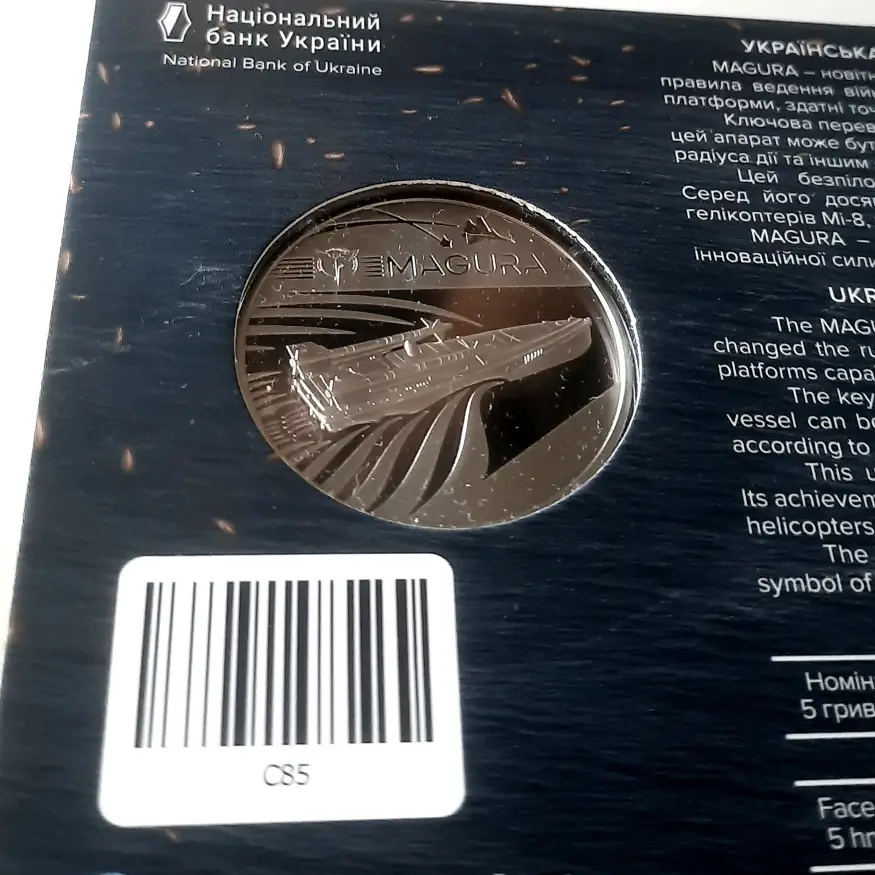 Національний
банк України
National Bank of Ukraine
УКРАЇНСЬКА
MAGURA – новітн
правила ведення вій
платформи, здатні точ
Ключова перев
цей апарат може бут
радіуса дії та іншим
Цей безпіло
Серед його дося
гелікоптерів Мі-8,
MAGURA –
інноваційної сили
MAGURA
UKR
The MAGU
changed the ru
platforms capa
The key
vessel can be
according to
This u
Its achievem
helicopters
The
symbol of
C85
Номін
5 грив
Face
5 hr